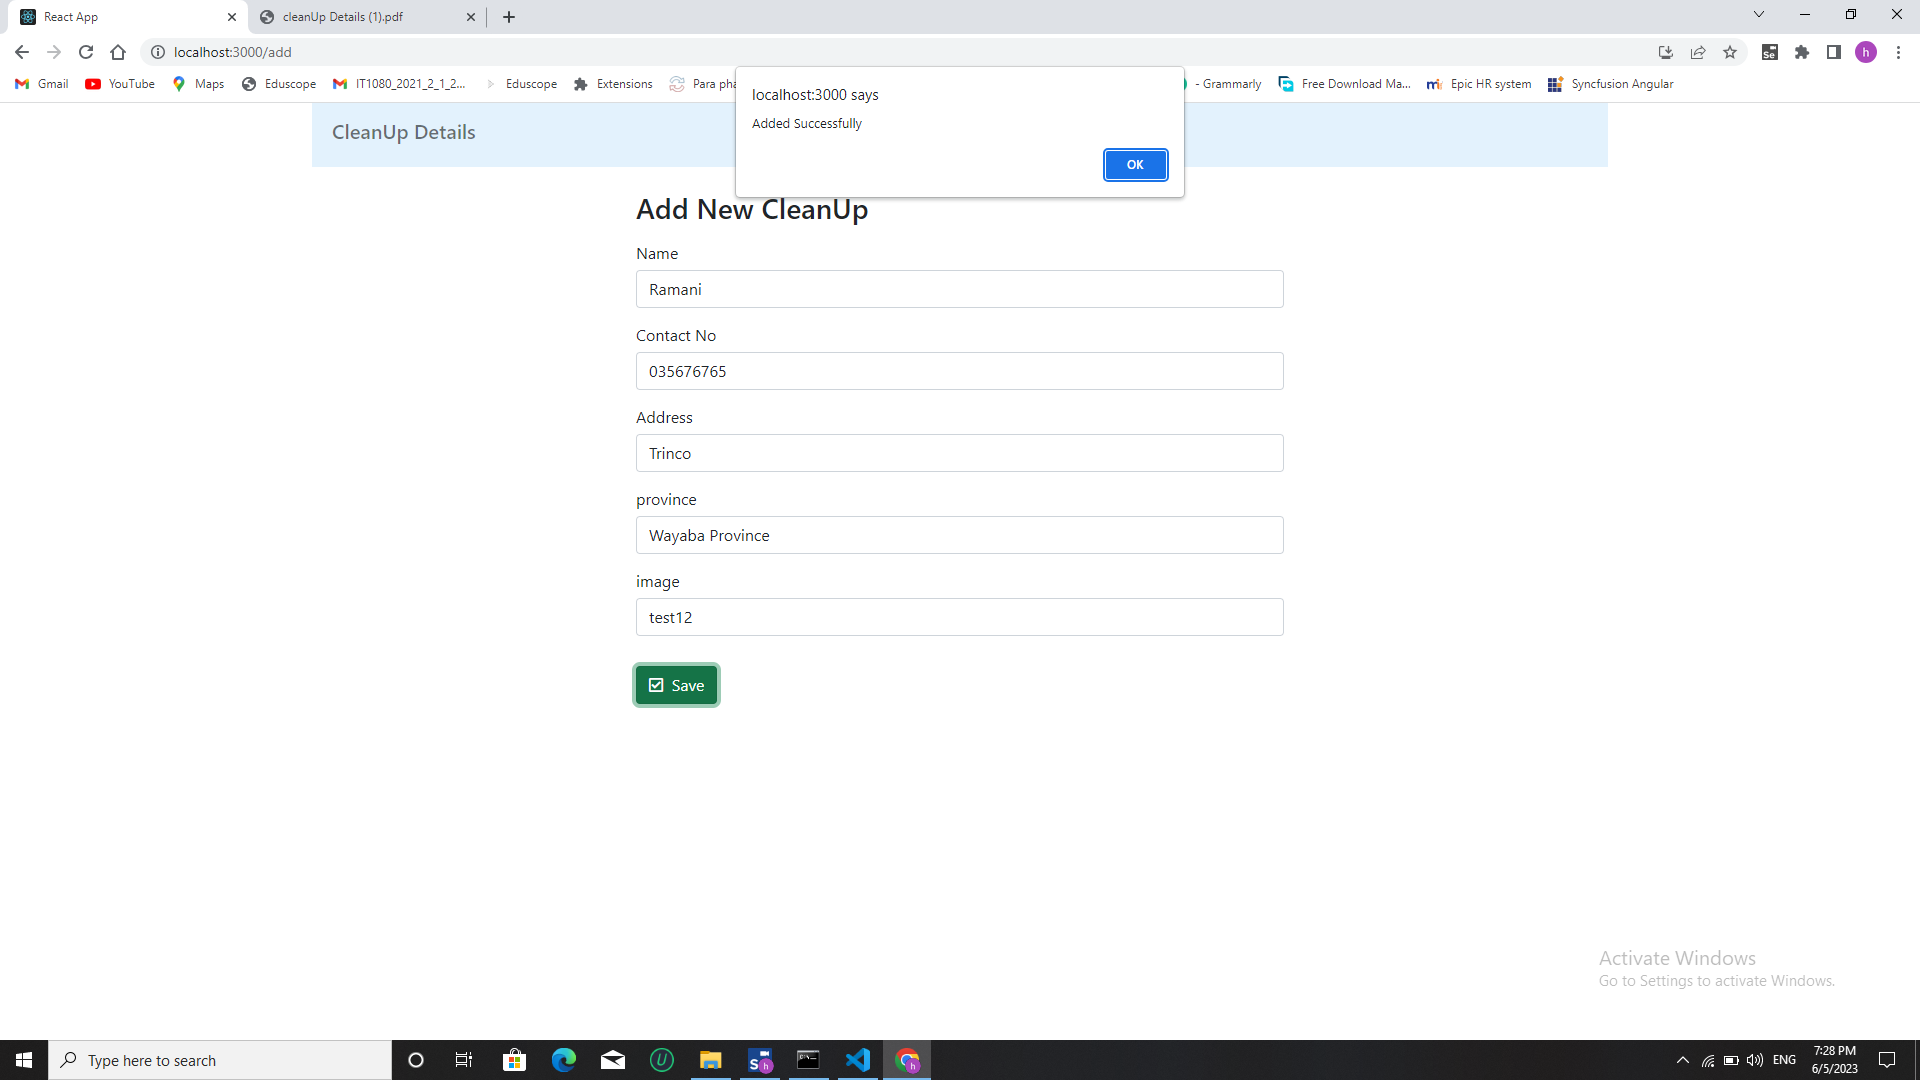 React App
cleanUp Details (1).pdf
localhost:3000/add
Gmail
YouTube
Maps
Eduscope
IT1080_2021_2_1_2...
Eduscope
Extensions
Para pha
- Grammarly
Free Download Ma...
Epic HR system
Syncfusion Angular
localhost:3000 says
Added Successfully
OK
CleanUp Details
Add New CleanUp
Name
Ramani
Contact No
035676765
Address
Trinco
province
Wayaba Province
image
test12
Save
Activate Windows
Go to Settings to activate Windows.
Type here to search
ENG
7:28 PM
6/5/2023